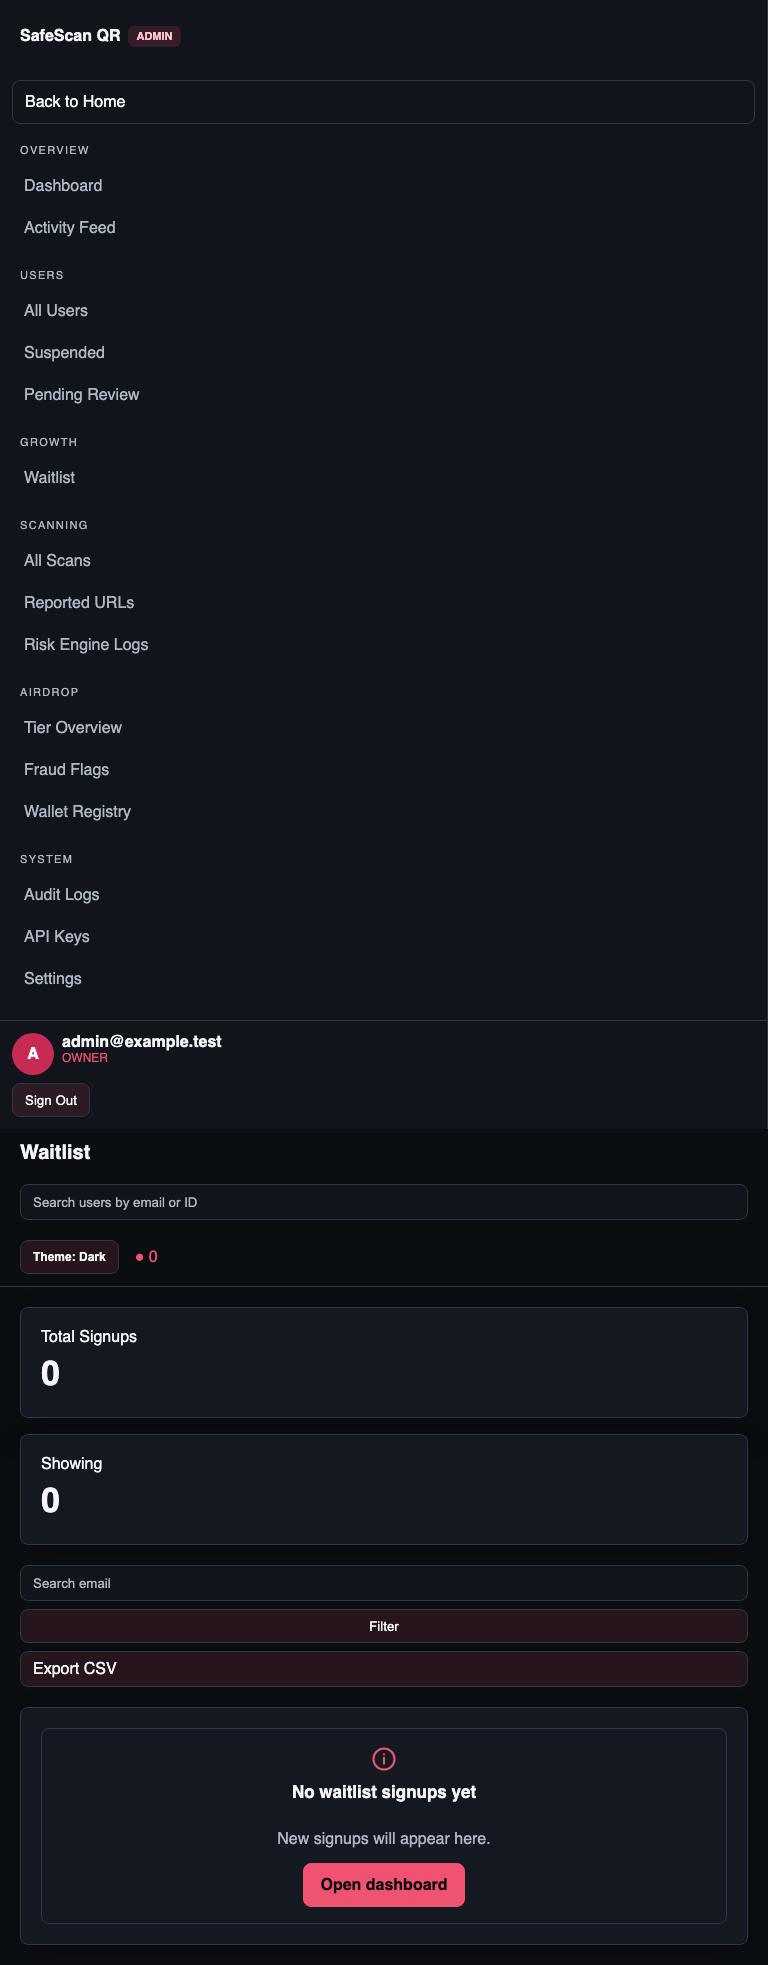 SafeScan QR ADMIN
Back to Home
OVERVIEW
Dashboard
Activity Feed
USERS
All Users
Suspended
Pending Review
GROWTH
Waitlist
SCANNING
All Scans
Reported URLs
Risk Engine Logs
AIRDROP
Tier Overview
Fraud Flags
Wallet Registry
SYSTEM
Audit Logs
API Keys
Settings
A
admin@example.test
OWNER
Sign Out
Waitlist
Search users by email or ID
Theme: Dark ● 0
Total Signups
0
Showing
0
Search email
Filter
Export CSV
No waitlist signups yet
New signups will appear here.
Open dashboard